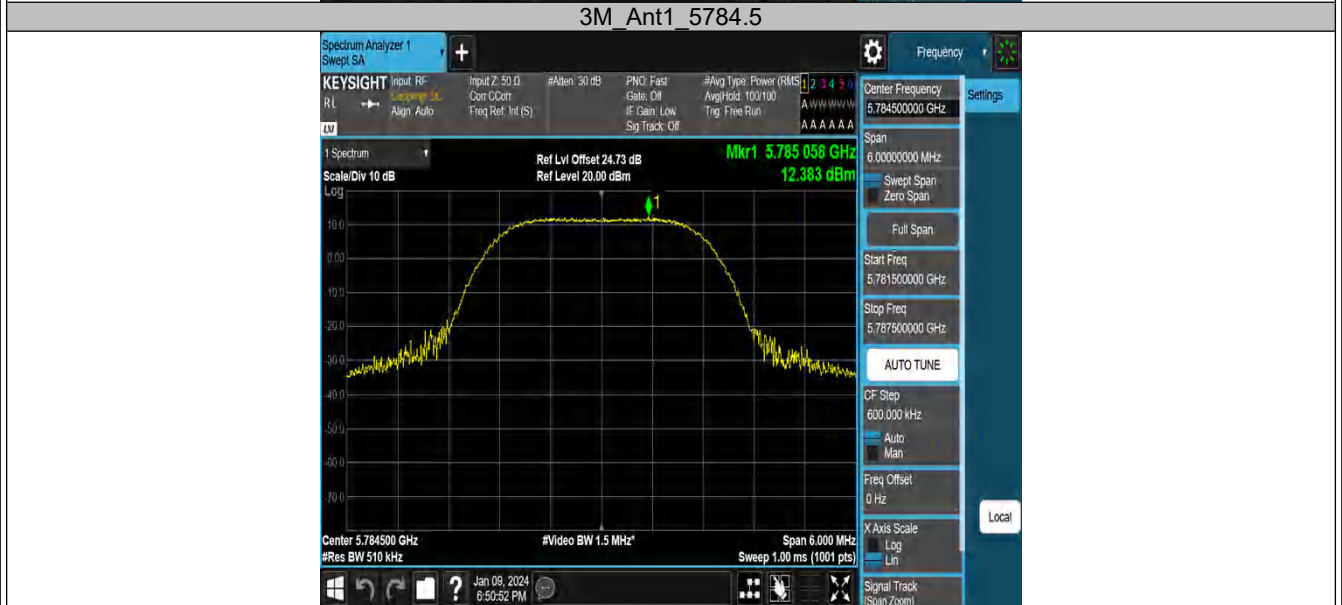 3M_Ant1_5784.5
Spectrum Analyzer 1
Swept SA
+
Frequency
KEYSIGHT
Input: RF
RL
Align: Auto
LXI
Input Z: 50 Ω
Corr CCorr
Freq Ref: Int (S)
#Atten: 30 dB
PNO: Fast
Gate: Off
IF Gain: Low
Sig Track: Off
#Avg Type: Power (RMS
Avg|Hold: 100/100
Trig: Free Run
1 2 3 4 5 6
A W W W W W
A A A A A A
Center Frequency
5.784500000 GHz
Settings
Span
6.00000000 MHz
Swept Span
Zero Span
Full Span
Start Freq
5.781500000 GHz
Stop Freq
5.787500000 GHz
AUTO TUNE
CF Step
600.000 kHz
Auto
Man
Freq Offset
0 Hz
X Axis Scale
Log
Lin
Signal Track
(Span Zoom)
Local
1 Spectrum
Scale/Div 10 dB
Ref Lvl Offset 24.73 dB
Ref Level 20.00 dBm
Mkr1 5.785 058 GHz
12.383 dBm
Log
1
10.0
0.00
-10.0
-20.0
-30.0
-40.0
-50.0
-60.0
-70.0
Center 5.784500 GHz
#Res BW 510 kHz
#Video BW 1.5 MHz*
Span 6.000 MHz
Sweep 1.00 ms (1001 pts)
?
Jan 09, 2024
6:50:52 PM